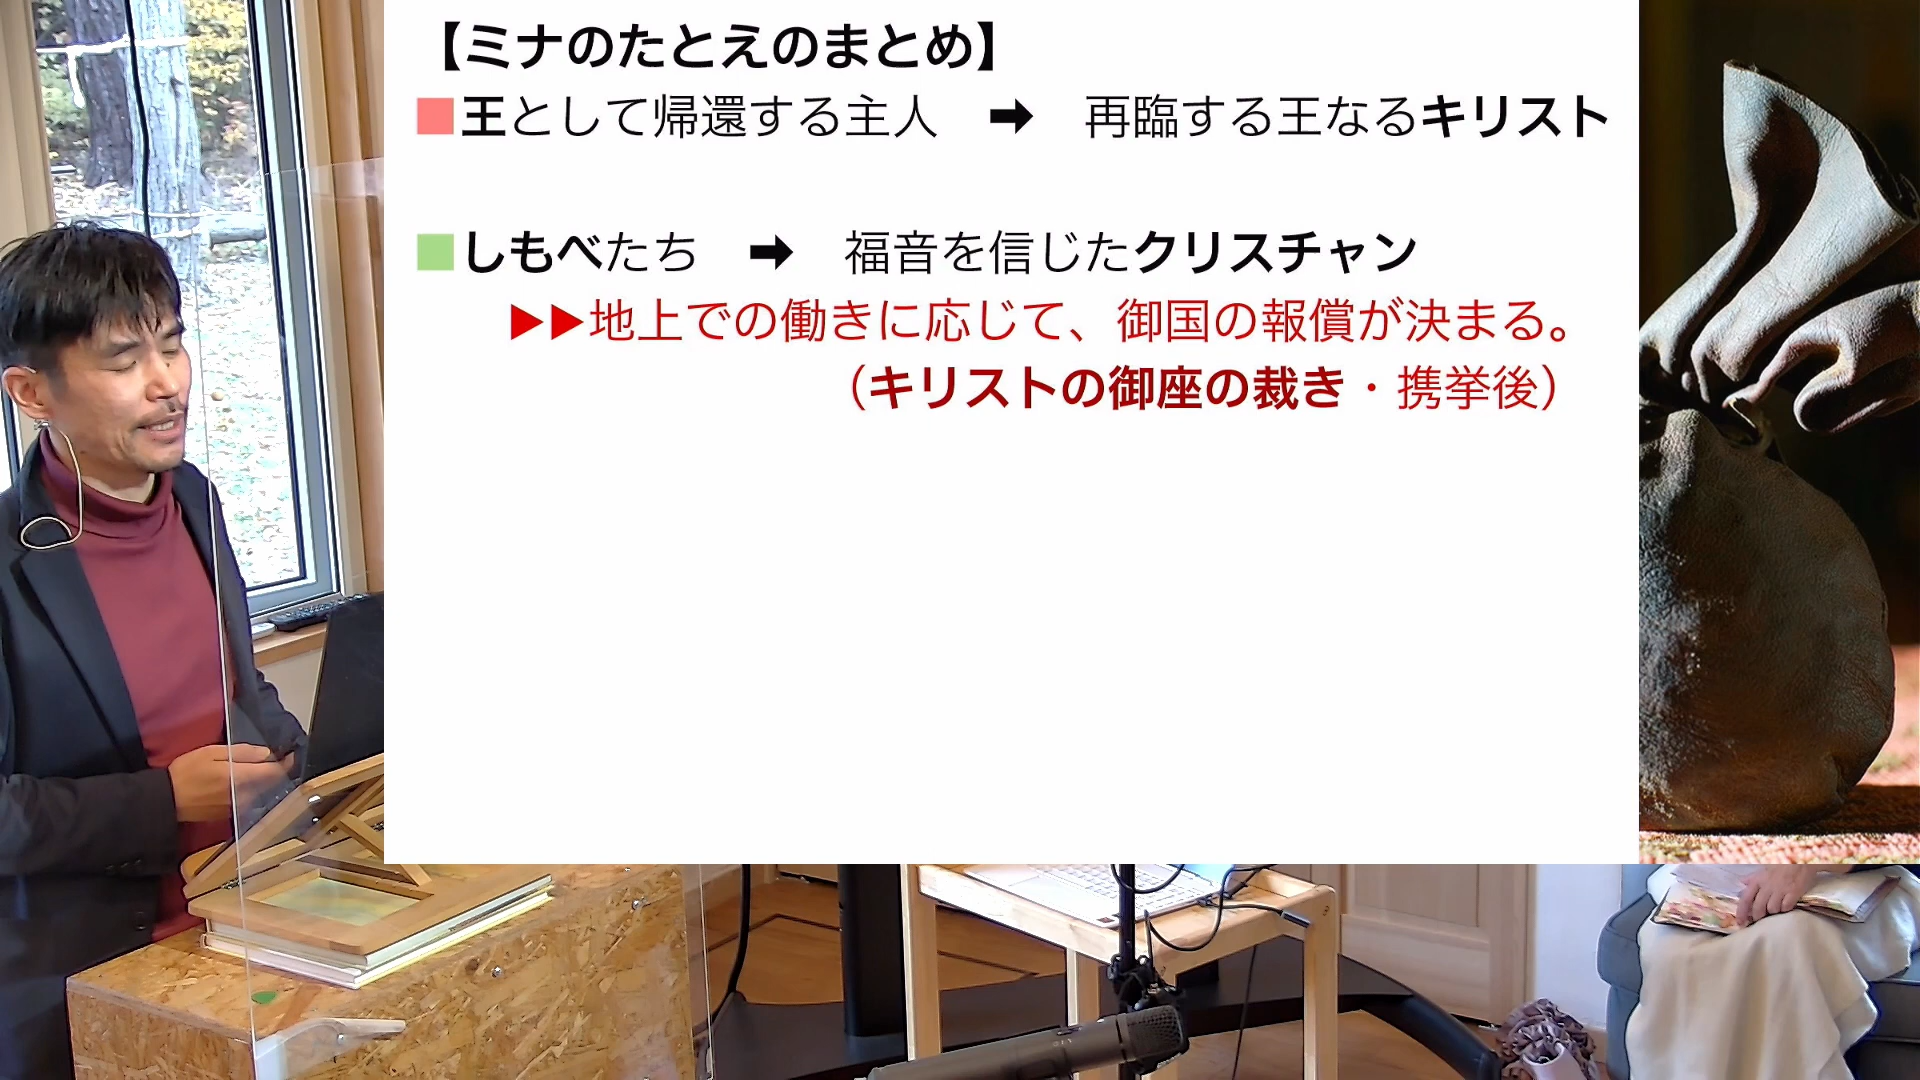 【ミナのたとえのまとめ】
■王として帰還する主人　➡　再臨する王なるキリスト
■しもべたち　➡　福音を信じたクリスチャン
▶▶地上での働きに応じて、御国の報償が決まる。
（キリストの御座の裁き・携挙後）